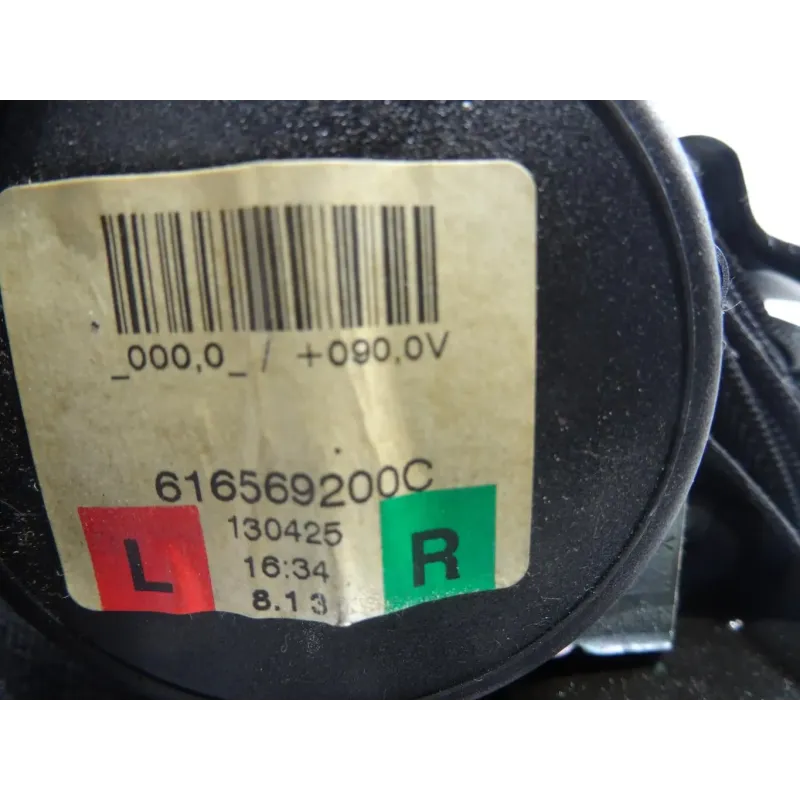 _000,0_ / +090,0V
616569200C
130425
L
16:34
R
8.13